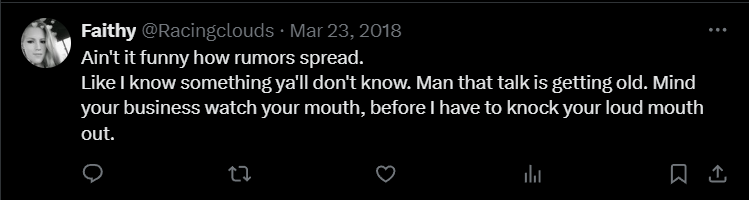 Faithy @Racingclouds · Mar 23, 2018
Ain't it funny how rumors spread.
Like I know something ya'll don't know. Man that talk is getting old. Mind
your business watch your mouth, before I have to knock your loud mouth
out.